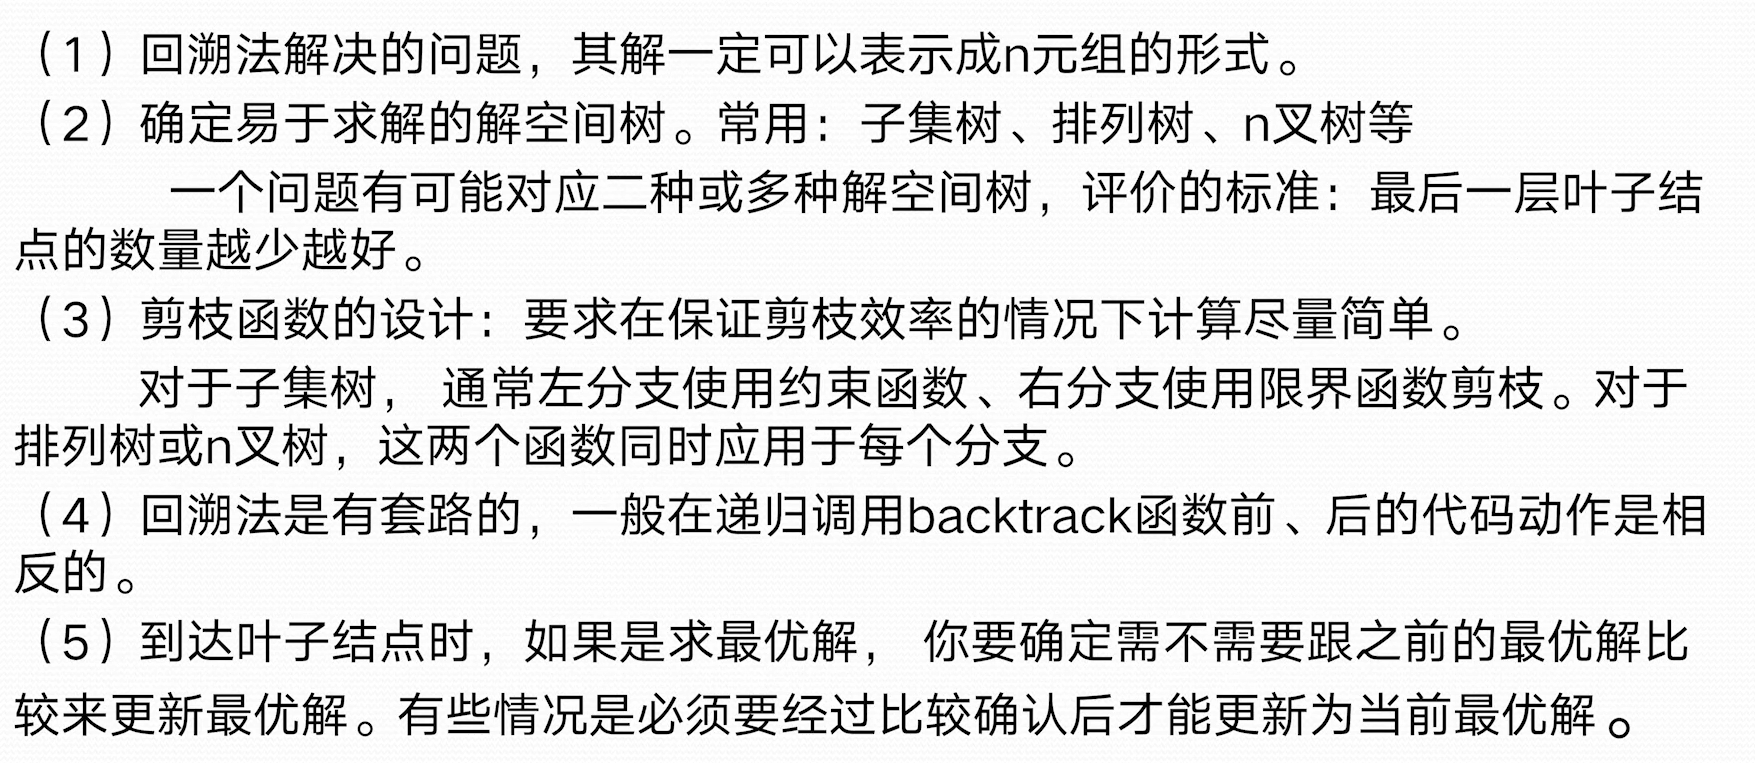 （1）回溯法解决的问题，其解一定可以表示成n元组的形式。
（2）确定易于求解的解空间树。常用：子集树、排列树、n叉树等
一个问题有可能对应二种或多种解空间树，评价的标准：最后一层叶子结
点的数量越少越好。
（3）剪枝函数的设计：要求在保证剪枝效率的情况下计算尽量简单。
对于子集树， 通常左分支使用约束函数、右分支使用限界函数剪枝。对于
排列树或n叉树，这两个函数同时应用于每个分支。
（4）回溯法是有套路的，一般在递归调用backtrack函数前、后的代码动作是相
反的。
（5）到达叶子结点时，如果是求最优解， 你要确定需不需要跟之前的最优解比
较来更新最优解。有些情况是必须要经过比较确认后才能更新为当前最优解。